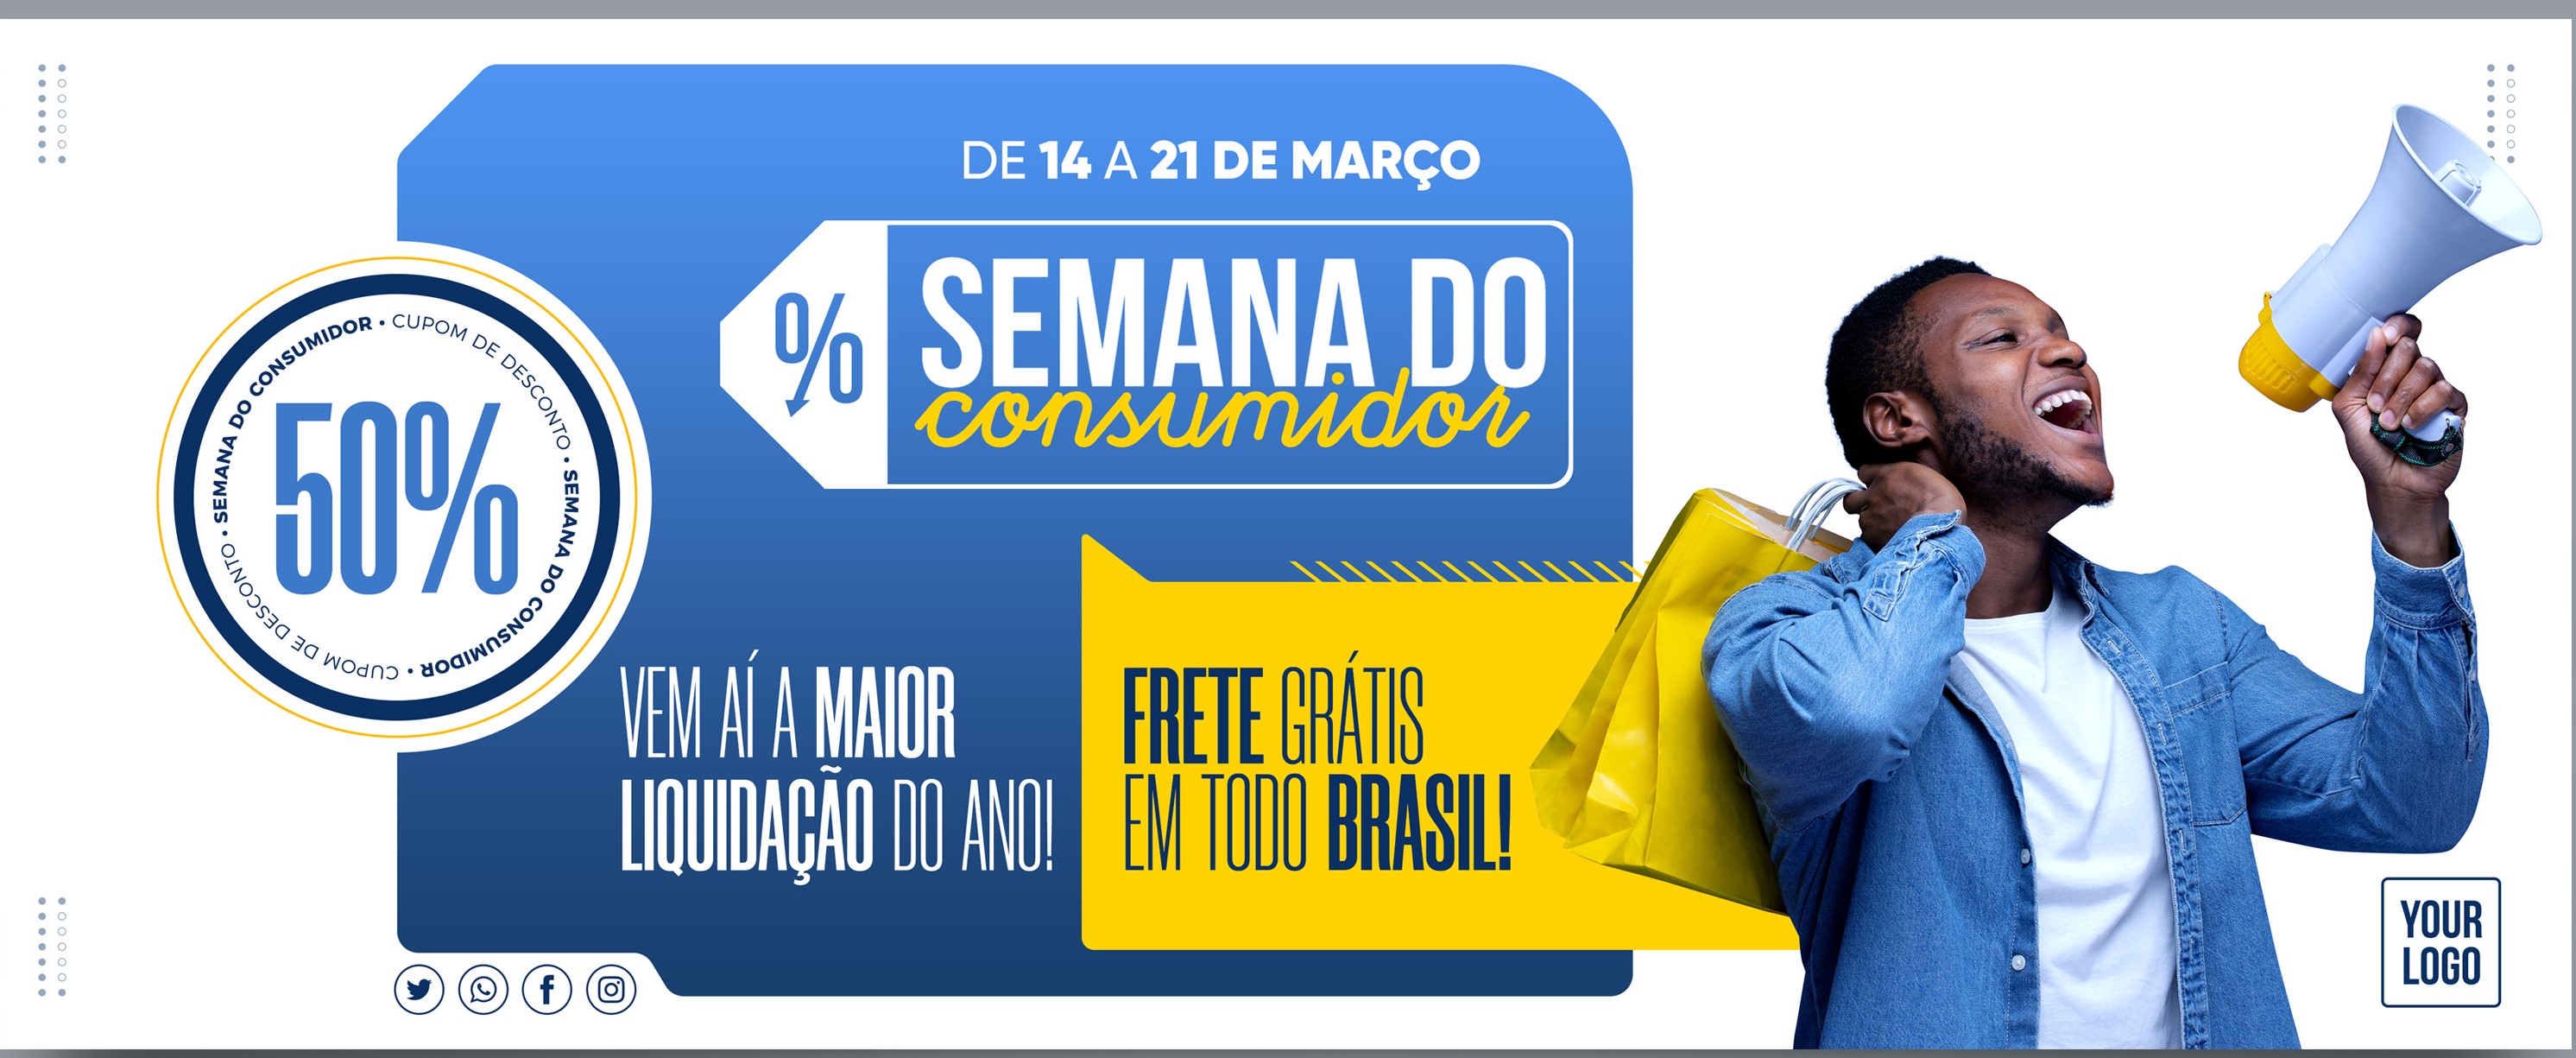 DE 14 A 21 DE MARÇO
%
SEMANA DO
consumidor
SEMANA DO CONSUMIDOR • CUPOM DE DESCONTO • SEMANA DO CONSUMIDOR • CUPOM DE DESCONTO •
50%
VEM AÍ A MAIOR
LIQUIDAÇÃO DO ANO!
FRETE GRÁTIS
EM TODO BRASIL!
YOUR
LOGO